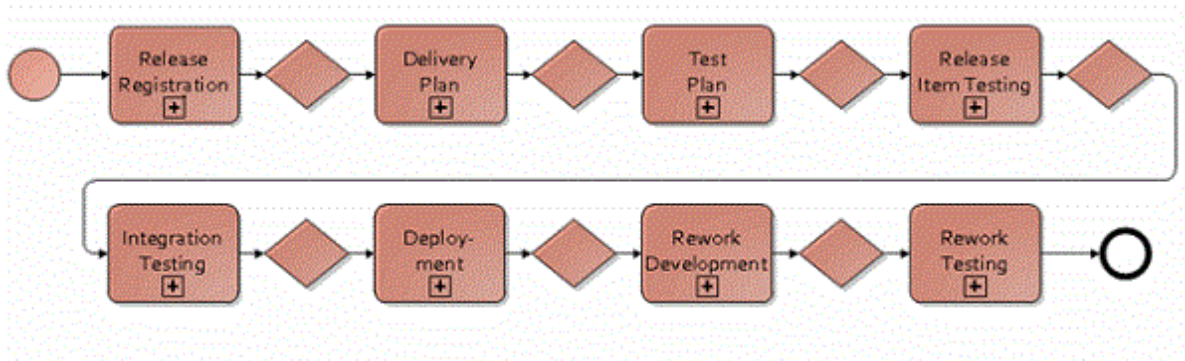 Release
Registration
Delivery
Plan
Test
Plan
Release
Item Testing
Integration
Testing
Deploy-
ment
Rework
Development
Rework
Testing